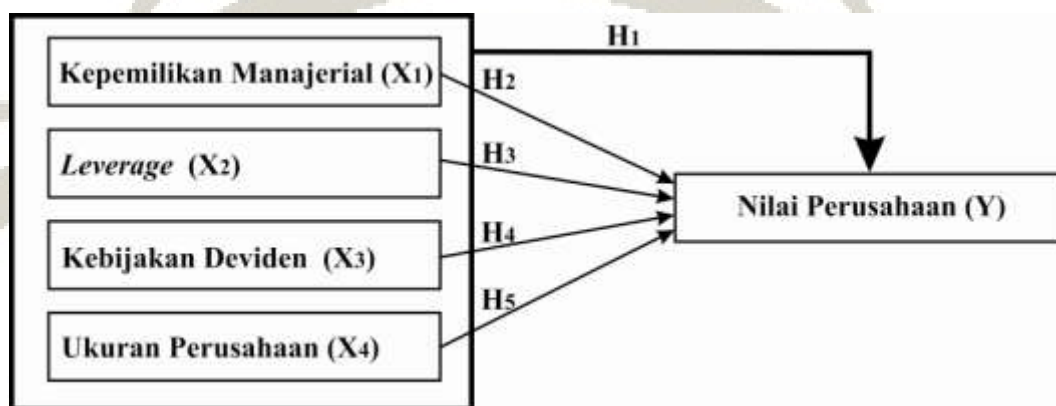 H1
Kepemilikan Manajerial (X1)
H2
Leverage (X2)
H3
Nilai Perusahaan (Y)
Kebijakan Deviden (X3)
H4
H5
Ukuran Perusahaan (X4)